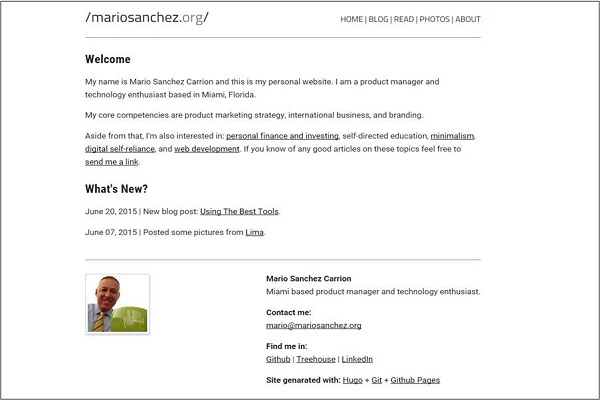 /mariosanchez.org/
HOME | BLOG | READ | PHOTOS | ABOUT
Welcome
My name is Mario Sanchez Carrion and this is my personal website. I am a product manager and
technology enthusiast based in Miami, Florida.
My core competencies are product marketing strategy, international business, and branding.
Aside from that, I'm also interested in: personal finance and investing, self-directed education, minimalism,
digital self-reliance, and web development. If you know of any good articles on these topics feel free to
send me a link.
What's New?
June 20, 2015 | New blog post: Using The Best Tools.
June 07, 2015 | Posted some pictures from Lima.
Mario Sanchez Carrion
Miami based product manager and technology enthusiast.
Contact me:
mario@mariosanchez.org
Find me in:
Github | Treehouse | LinkedIn
Site genarated with: Hugo + Git + Github Pages